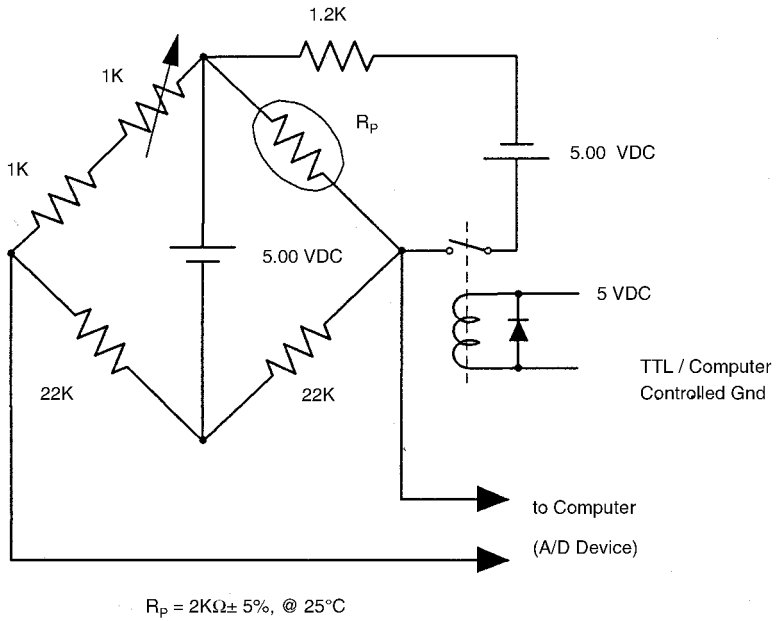 1.2K
1K
R_P
1K
5.00 VDC
5.00 VDC
5 VDC
22K
22K
TTL / Computer
Controlled Gnd
to Computer
(A/D Device)
R_P = 2KΩ± 5%, @ 25°C